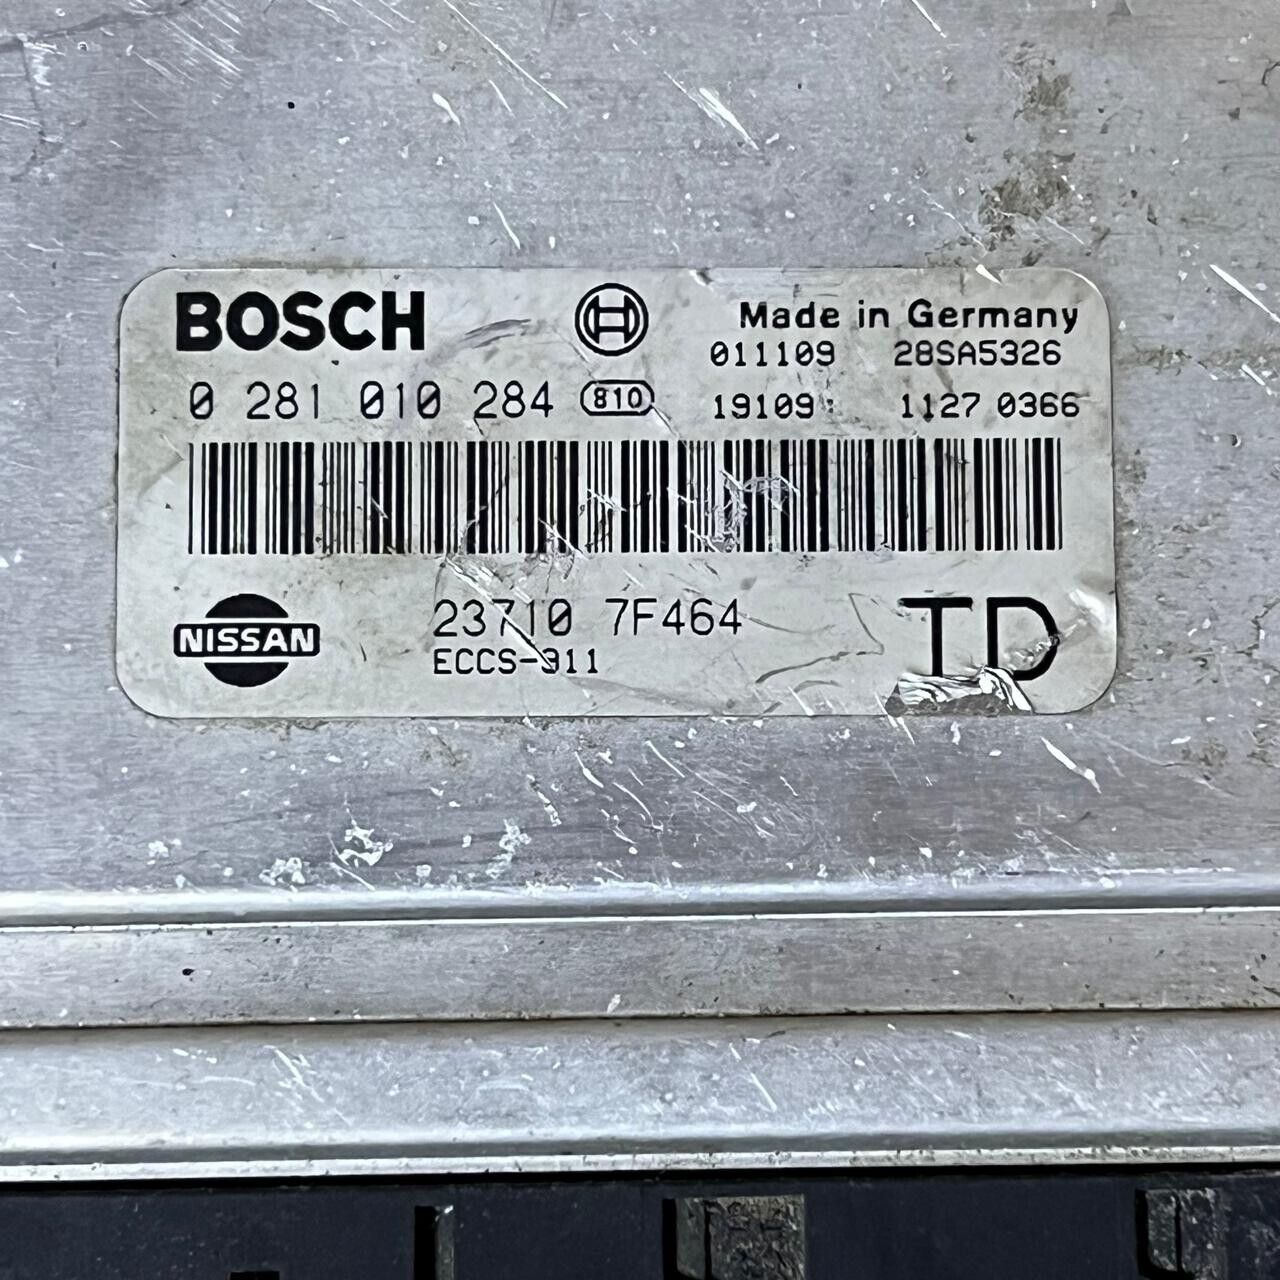 BOSCH
Made in Germany
011109 28SA5326
0 281 010 284 810 19109 1127 0366
NISSAN
23710 7F464
ECCS-311
TD